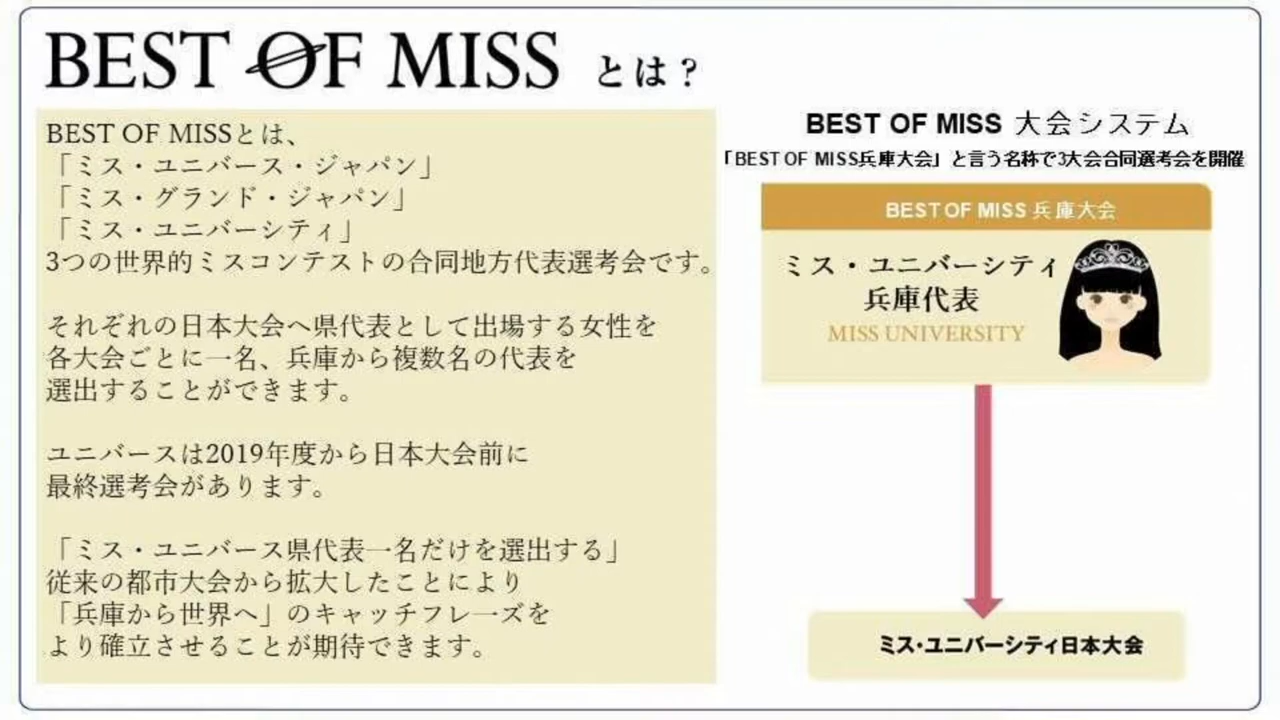 BEST OF MISS とは？
BEST OF MISSとは、
「ミス・ユニバース・ジャパン」
「ミス・グランド・ジャパン」
「ミス・ユニバーシティ」
3つの世界的ミスコンテストの合同地方代表選考会です。
それぞれの日本大会へ県代表として出場する女性を
各大会ごとに一名、兵庫から複数名の代表を
選出することができます。
ユニバースは2019年度から日本大会前に
最終選考会があります。
「ミス・ユニバース県代表一名だけを選出する」
従来の都市大会から拡大したことにより
「兵庫から世界へ」のキャッチフレーズを
より確立させることが期待できます。
BEST OF MISS 大会システム
「BEST OF MISS兵庫大会」と言う名称で3大会合同選考会を開催
BEST OF MISS 兵庫大会
ミス・ユニバーシティ
兵庫代表
MISS UNIVERSITY
ミス・ユニバーシティ日本大会